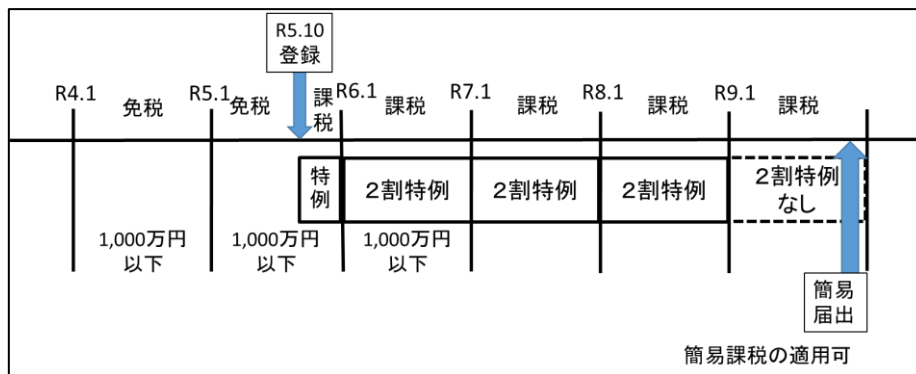 R5.10
登録
R4.1
免税
R5.1
免税
課税
R6.1
課税
R7.1
課税
R8.1
課税
R9.1
課税
特例
2割特例
2割特例
2割特例
2割特例
なし
1,000万円
以下
1,000万円
以下
1,000万円
以下
簡易
届出
簡易課税の適用可